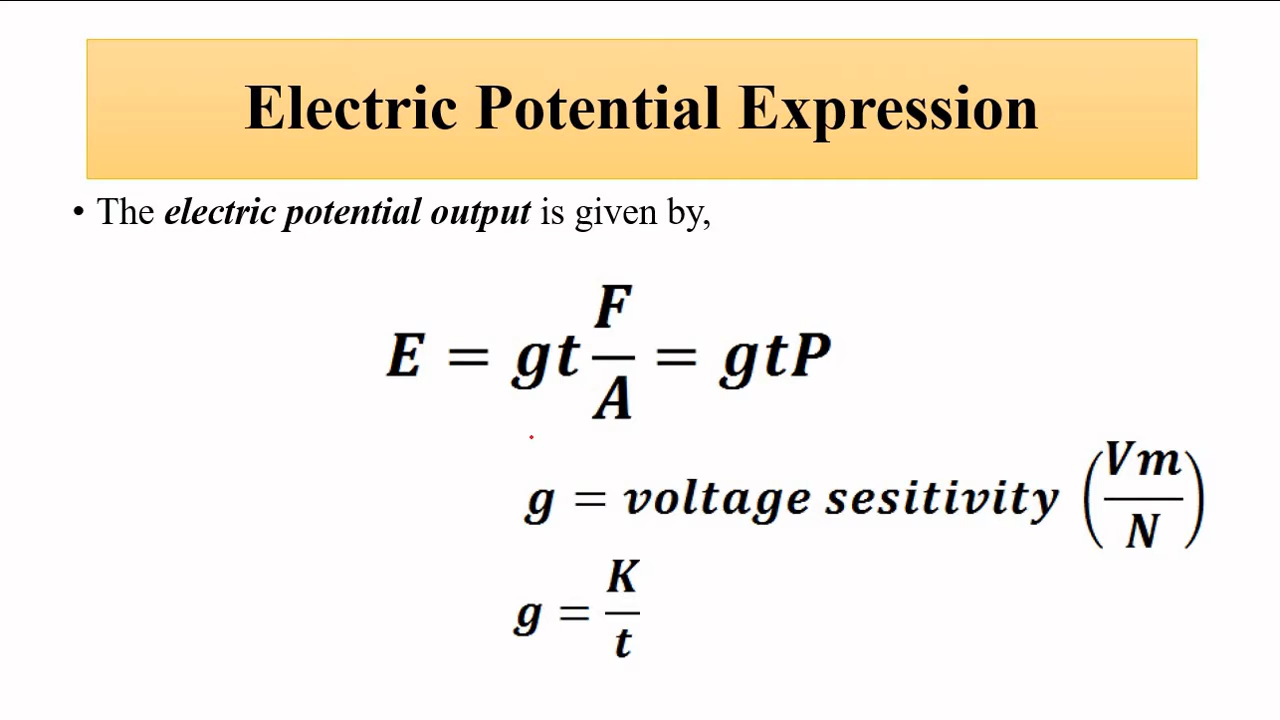 Electric Potential Expression
• The electric potential output is given by,
E = gt F/A = gtP
g = voltage sesitivity (Vm/N)
g = K/t